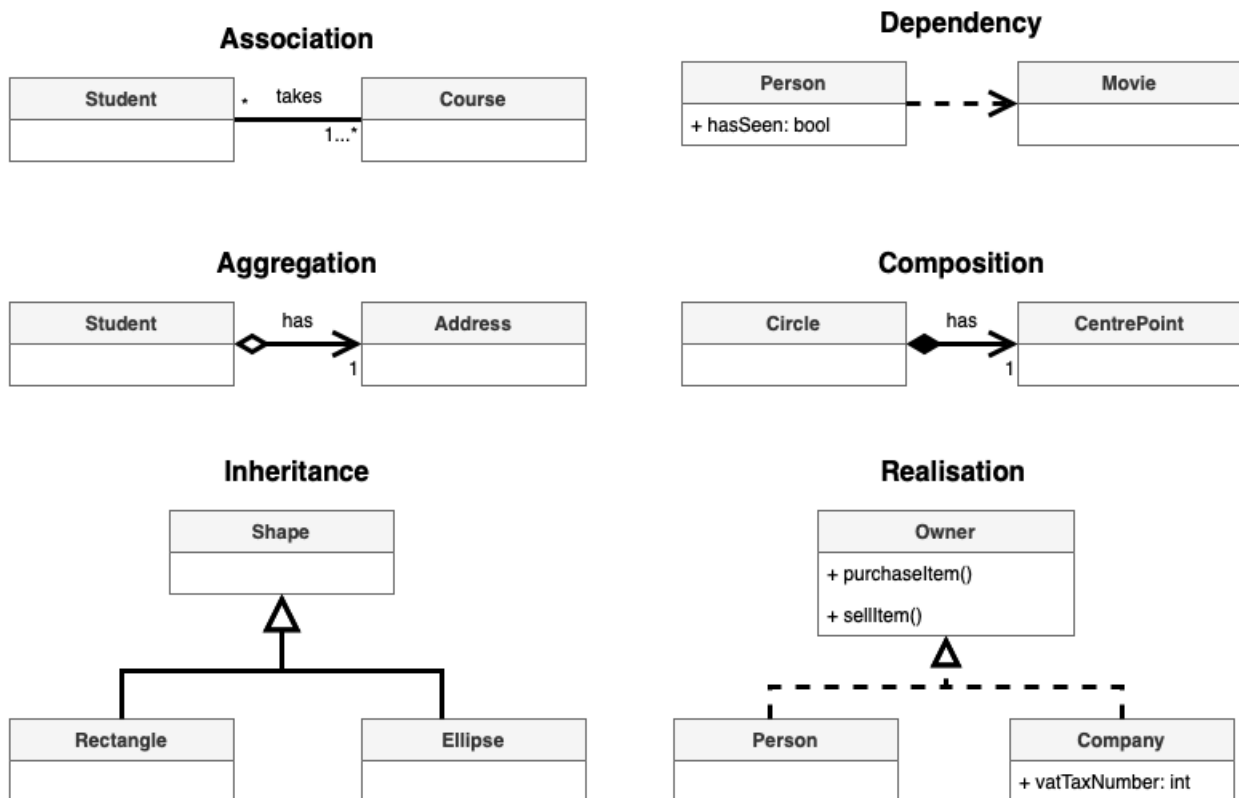 Association
Dependency
Student
*
takes
1...*
Course
Person
+ hasSeen: bool
Movie
Aggregation
Composition
Student
has
1
Address
Circle
has
1
CentrePoint
Inheritance
Realisation
Shape
Owner
+ purchaseItem()
+ sellItem()
Rectangle
Ellipse
Person
Company
+ vatTaxNumber: int